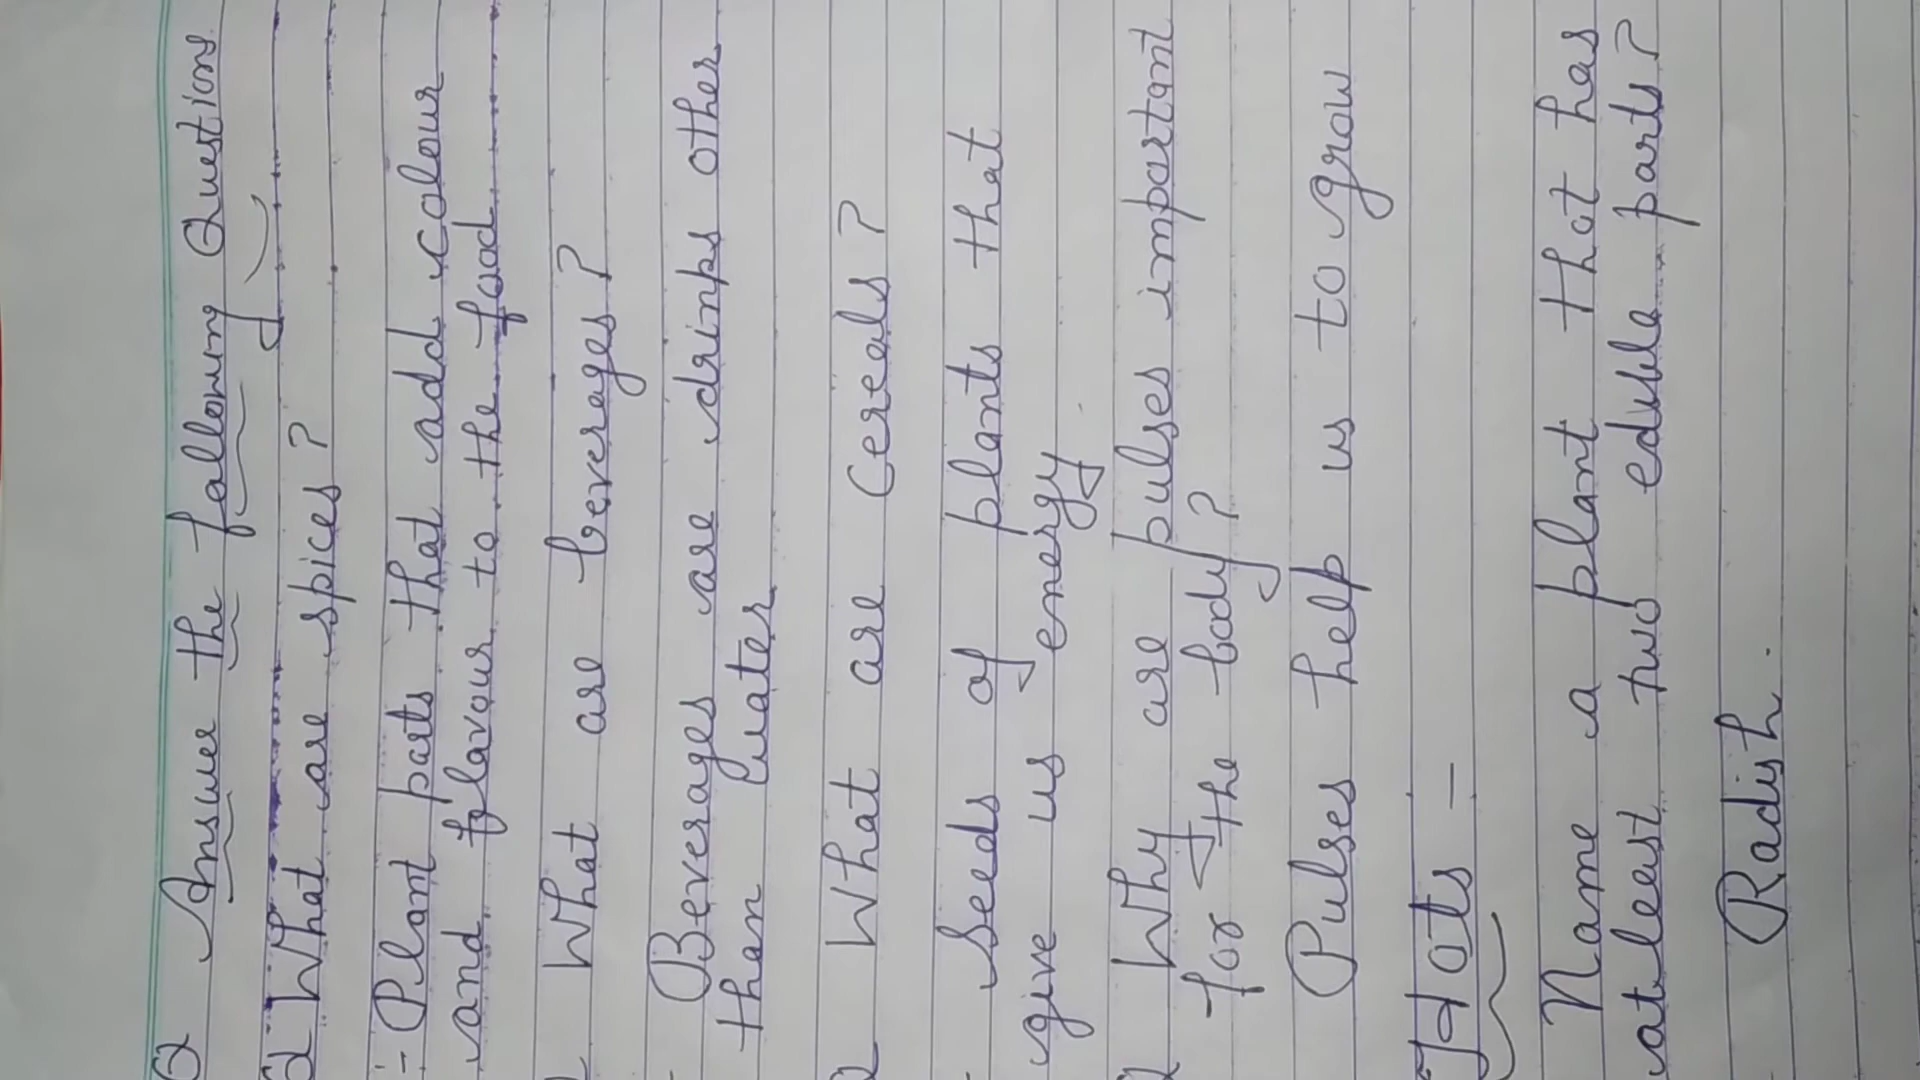 Q Answer the following Questions
Q What are spices?
:- Plant parts that add colour
and flavour to the food
What are beverages?
Beverages are drinks other
than water
Q What are Cereals?
Seeds of plants that
give us energy
Q Why are pulses important
for the body?
Pulses help us to grow
Hots -
Name a plant that has
atleast two edible parts?
Radish.